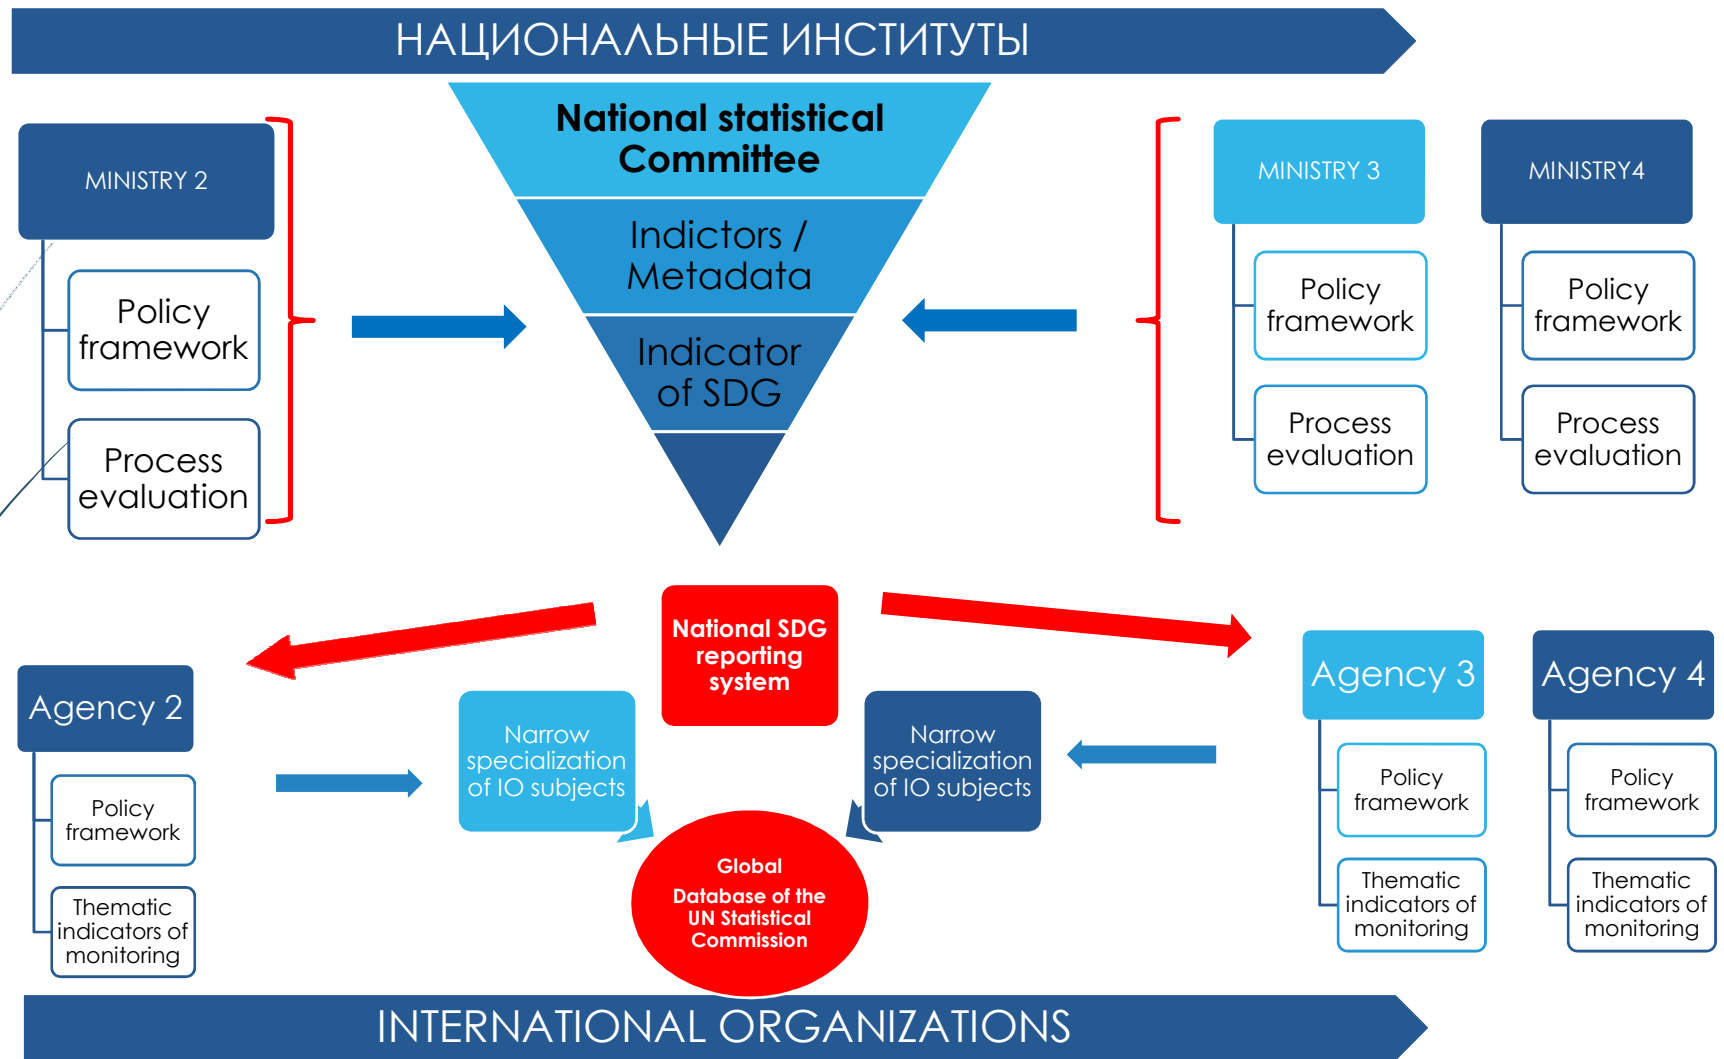 НАЦИОНАЛЬНЫЕ ИНСТИТУТЫ
National statistical
Committee
Indictors /
Metadata
Indicator
of SDG
MINISTRY 2
Policy
framework
Process
evaluation
MINISTRY 3
Policy
framework
Process
evaluation
MINISTRY4
Policy
framework
Process
evaluation
National SDG
reporting
system
Agency 2
Policy
framework
Thematic
indicators of
monitoring
Narrow
specialization
of IO subjects
Narrow
specialization
of IO subjects
Global
Database of the
UN Statistical
Commission
Agency 3
Policy
framework
Thematic
indicators of
monitoring
Agency 4
Policy
framework
Thematic
indicators of
monitoring
INTERNATIONAL ORGANIZATIONS